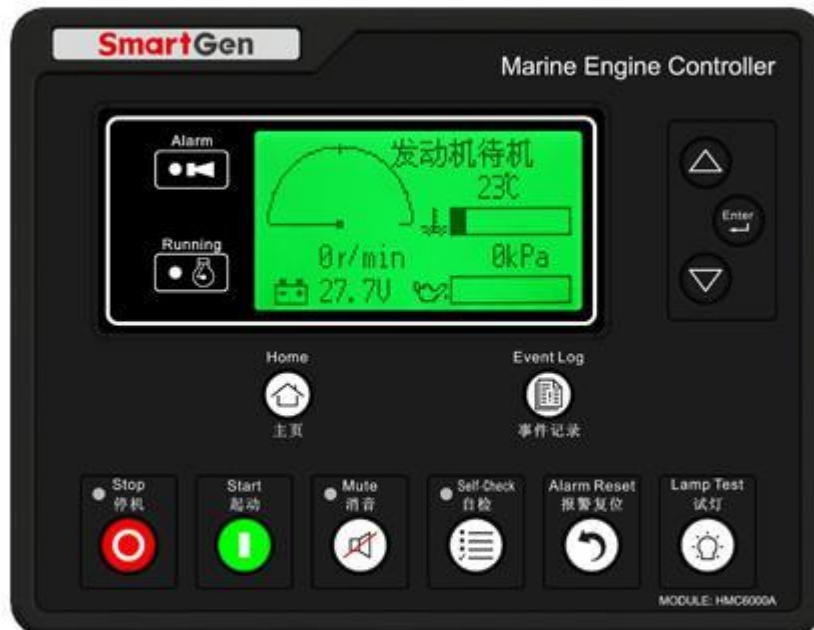 SmartGen
Marine Engine Controller
Alarm
发动机待机
23℃
Enter
Running
0r/min
0kPa
27.7V
Home
主页
Event Log
事件记录
Stop
停机
Start
起动
Mute
消音
Self-Check
自检
Alarm Reset
报警复位
Lamp Test
试灯
MODULE: HMC6000A